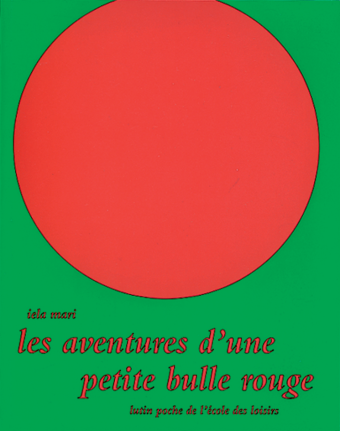 iela mari
les aventures d'une
petite bulle rouge
lutin poche de l'école des loisirs